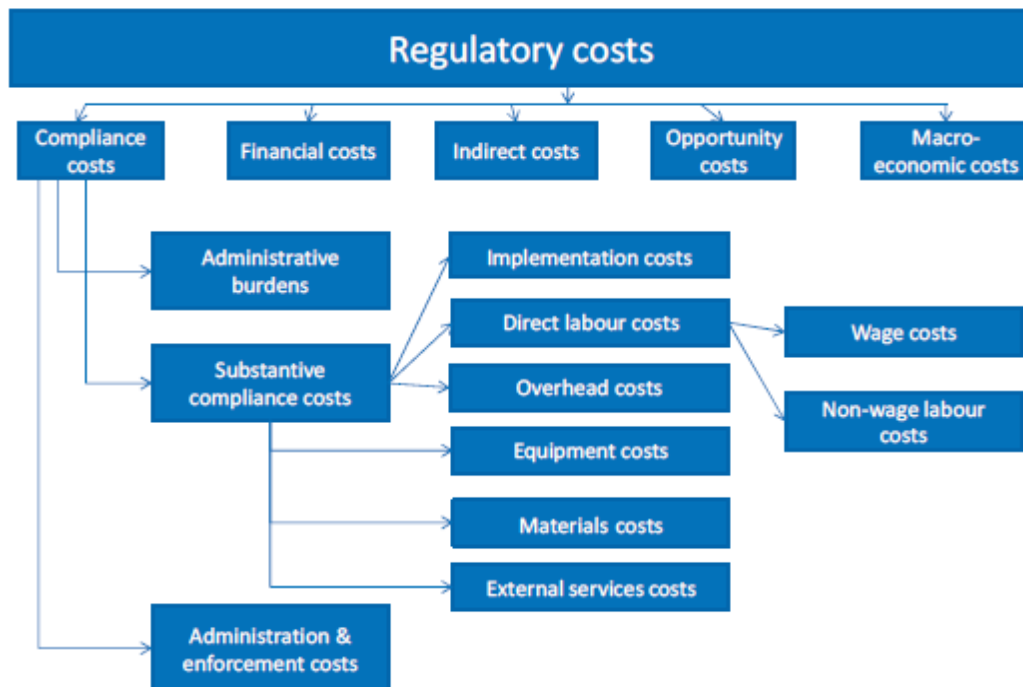 Regulatory costs
Compliance
costs
Financial costs
Indirect costs
Opportunity
costs
Macro-
economic costs
Administrative
burdens
Implementation costs
Direct labour costs
Wage costs
Substantive
compliance costs
Overhead costs
Non-wage labour
costs
Equipment costs
Materials costs
External services costs
Administration &
enforcement costs